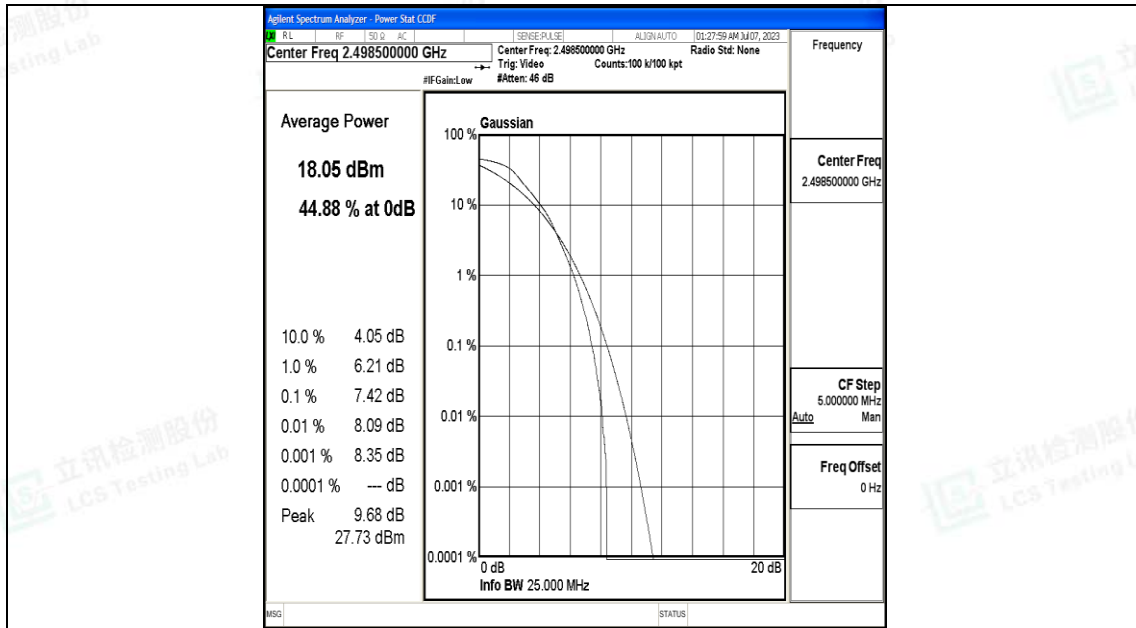 Agilent Spectrum Analyzer - Power Stat CCDF
RL RF 50 Ω AC SENSE:PULSE ALIGNAUTO 01:27:59 AM Jul 07, 2023
Center Freq 2.498500000 GHz
Center Freq: 2.498500000 GHz Radio Std: None
Trig: Video Counts:100 k/100 kpt
#IFGain:Low #Atten: 46 dB
Frequency
Average Power
18.05 dBm
44.88 % at 0dB
10.0 % 4.05 dB
1.0 % 6.21 dB
0.1 % 7.42 dB
0.01 % 8.09 dB
0.001 % 8.35 dB
0.0001 % --- dB
Peak 9.68 dB
27.73 dBm
Gaussian
100 %
10 %
1 %
0.1 %
0.01 %
0.001 %
0.0001 %
0 dB 20 dB
Info BW 25.000 MHz
Center Freq
2.498500000 GHz
CF Step
5.000000 MHz
Auto Man
Freq Offset
0 Hz
MSG STATUS
立讯检测股份
LCS Testing Lab
立讯检测股份